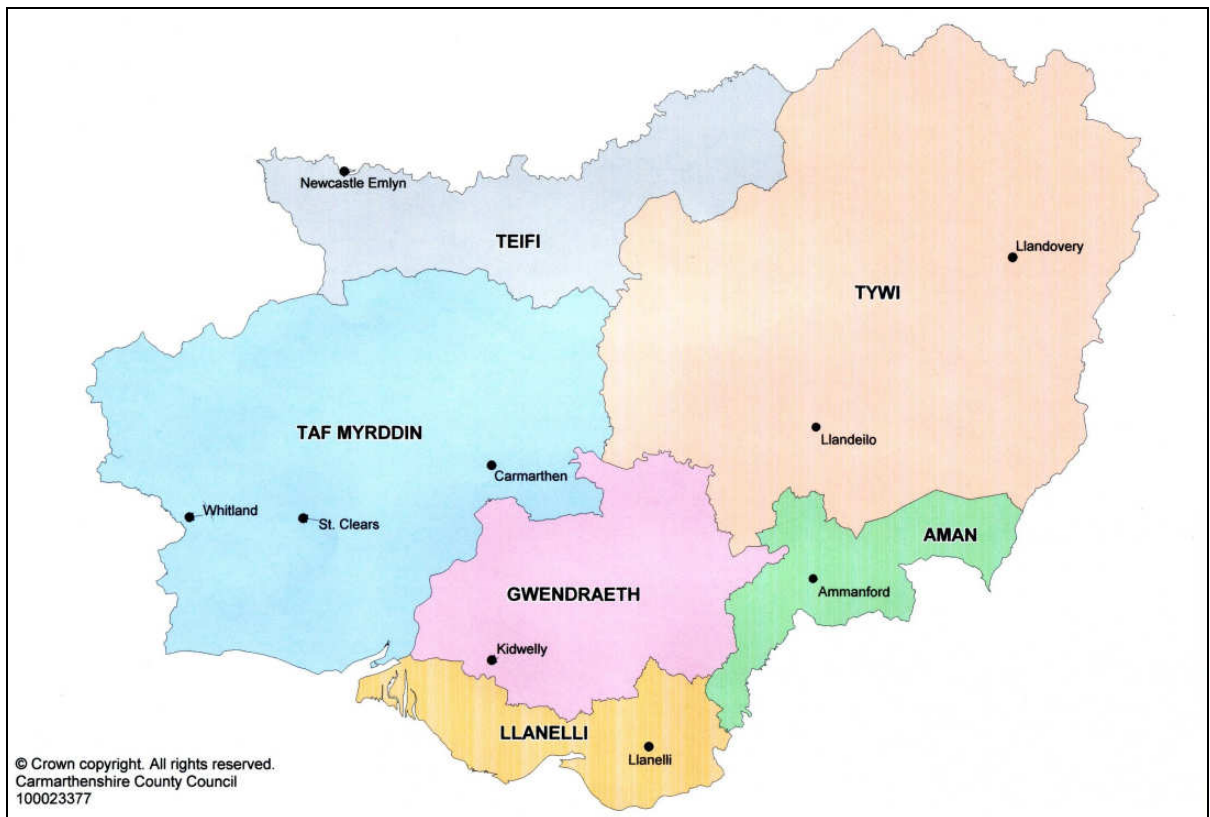 Newcastle Emlyn
TEIFI
Llandovery
TYWI
TAF MYRDDIN
Llandeilo
Carmarthen
Whitland
St. Clears
AMAN
Ammanford
GWENDRAETH
Kidwelly
LLANELLI
Llanelli
© Crown copyright. All rights reserved.
Carmarthenshire County Council
100023377